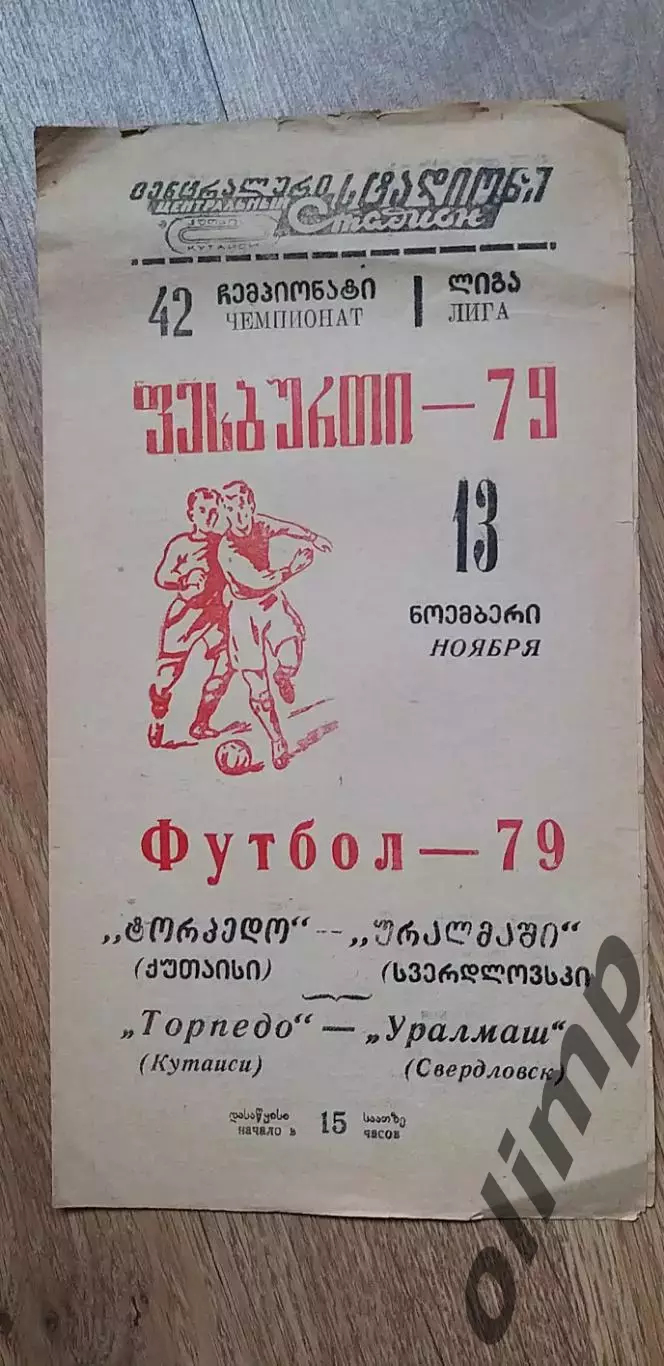 ცენტრალური სტადიონი
ЦЕНТРАЛЬНЫЙ Стадион
КУТАИСИ
42 ჩემპიონატი I ლიგა
ЧЕМПИОНАТ ЛИГА
ფეხბურთი — 79
13
ნოემბერი
НОЯБРЯ
Футбол — 79
„ტორპედო“ -- „ურალმაში“
(ქუთაისი) (სვერდლოვსკი
„Торпедо“ — „Уралмаш“
(Кутаиси) (Свердловск)
დასაწყისი 15 საათზე
начало в часов
olimp